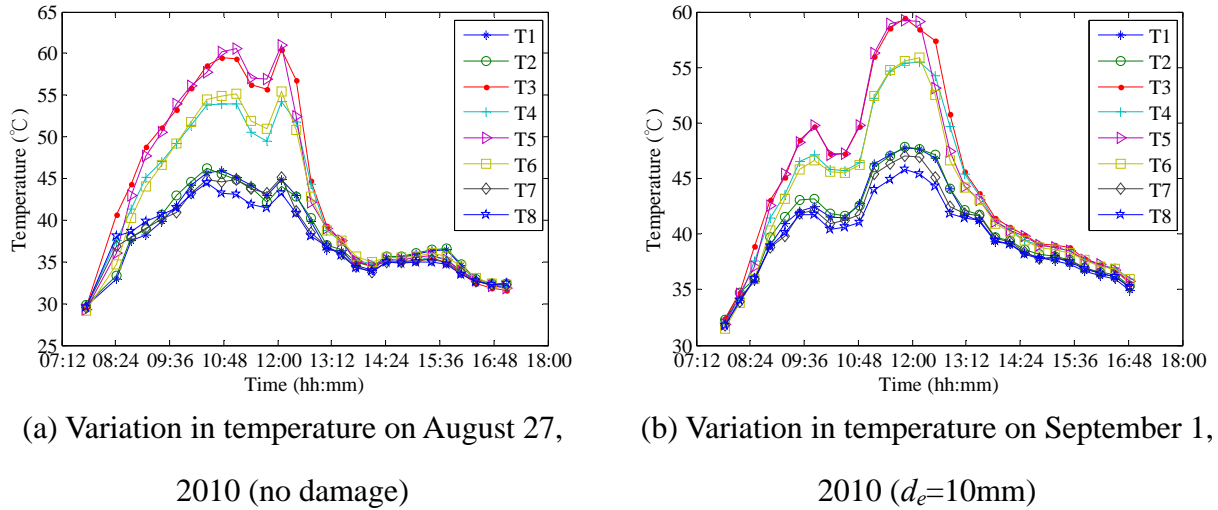 65
60
55
50
45
40
35
30
25
Temperature (℃)
07:12 08:24 09:36 10:48 12:00 13:12 14:24 15:36 16:48 18:00
Time (hh:mm)
T1
T2
T3
T4
T5
T6
T7
T8
(a) Variation in temperature on August 27,
2010 (no damage)
60
55
50
45
40
35
30
Temperature (℃)
07:12 08:24 09:36 10:48 12:00 13:12 14:24 15:36 16:48 18:00
Time (hh:mm)
T1
T2
T3
T4
T5
T6
T7
T8
(b) Variation in temperature on September 1,
2010 (de=10mm)